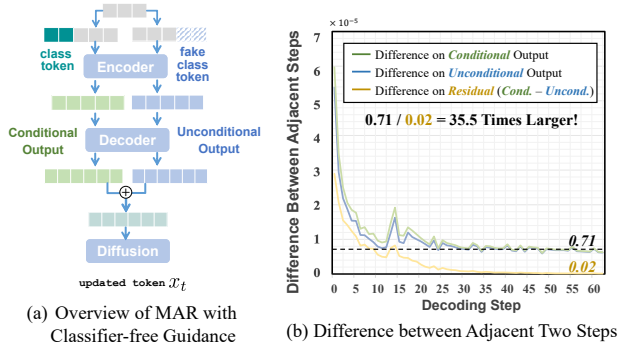 class
token
fake
class
token
Encoder
Conditional
Output
Decoder
Unconditional
Output
Diffusion
updated token x_t
(a) Overview of MAR with
Classifier-free Guidance
× 10⁻⁵
Difference Between Adjacent Steps
7
6
5
4
3
2
1
0
Difference on Conditional Output
Difference on Unconditional Output
Difference on Residual (Cond. – Uncond.)
0.71 / 0.02 = 35.5 Times Larger!
0.71
0.02
0 5 10 15 20 25 30 35 40 45 50 55 60
Decoding Step
(b) Difference between Adjacent Two Steps